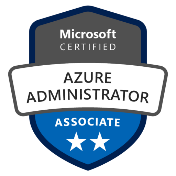 Microsoft
CERTIFIED
AZURE
ADMINISTRATOR
ASSOCIATE